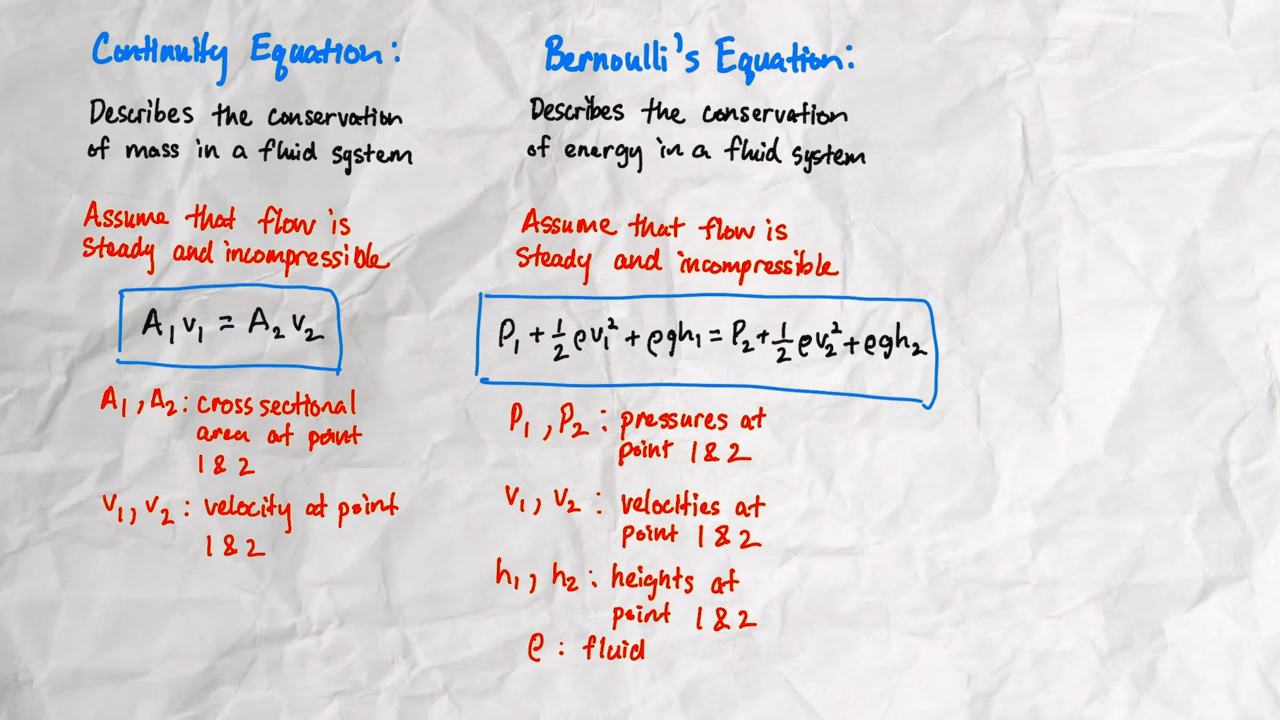 Continuity Equation:
Describes the conservation
of mass in a fluid system
Assume that flow is
steady and incompressible
A₁v₁ = A₂v₂
A₁, A₂: cross sectional
area at point
1 & 2
v₁, v₂: velocity at point
1 & 2
Bernoulli's Equation:
Describes the conservation
of energy in a fluid system
Assume that flow is
steady and incompressible
P₁ + ½ρv₁² + ρgh₁ = P₂ + ½ρv₂² + ρgh₂
P₁, P₂: pressures at
point 1 & 2
v₁, v₂: velocities at
point 1 & 2
h₁, h₂: heights at
point 1 & 2
ρ: fluid